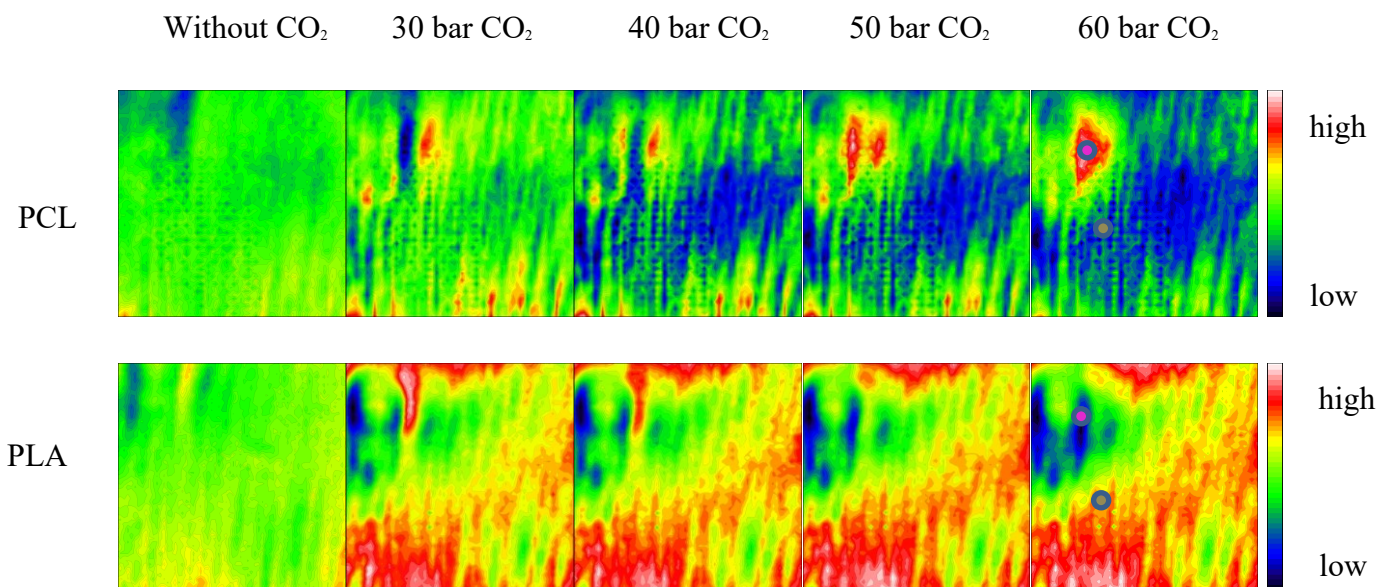 Without CO₂ 30 bar CO₂ 40 bar CO₂ 50 bar CO₂ 60 bar CO₂
high
PCL
low
high
PLA
low